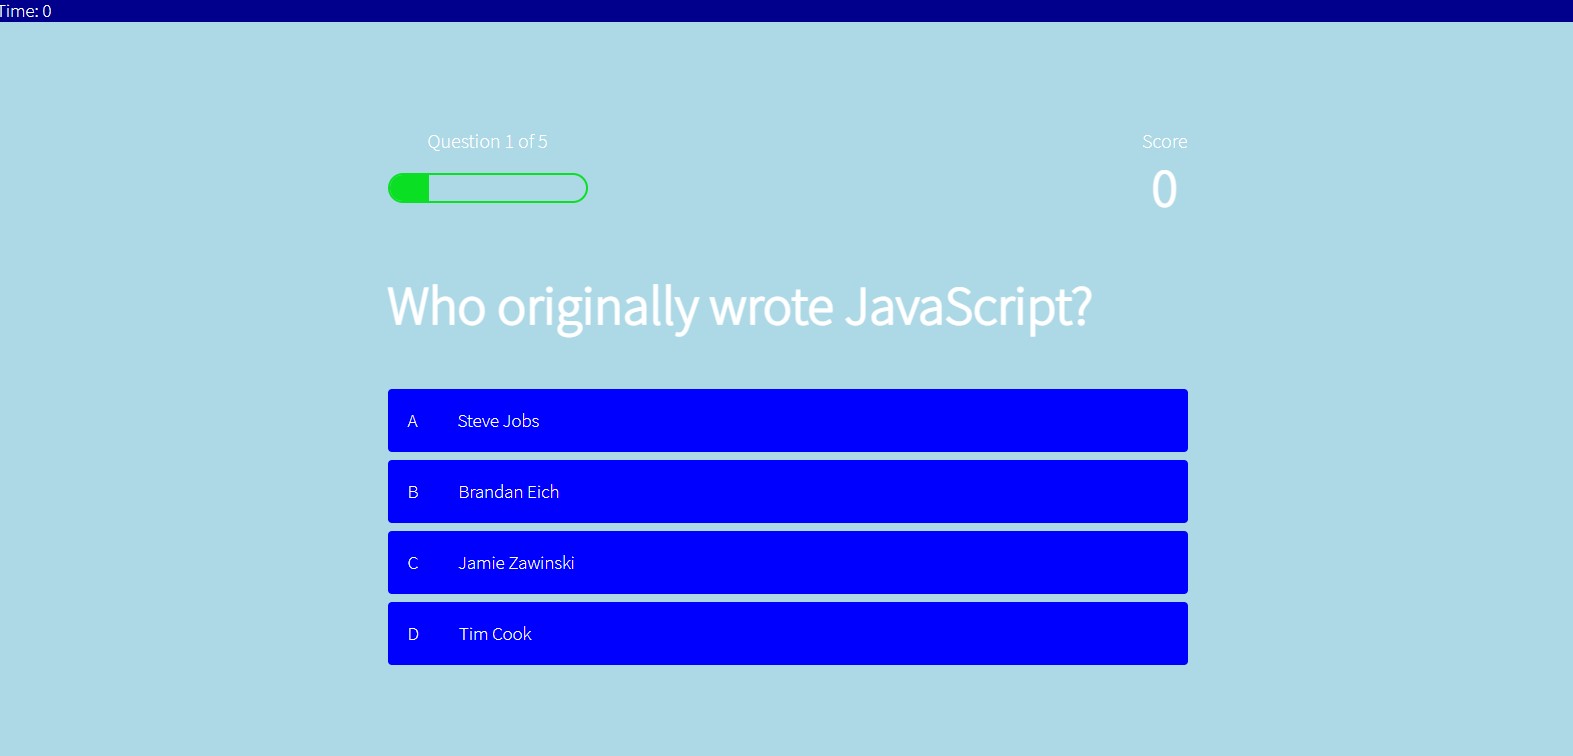 Time: 0
Question 1 of 5
Score
0
Who originally wrote JavaScript?
A Steve Jobs
B Brandan Eich
C Jamie Zawinski
D Tim Cook